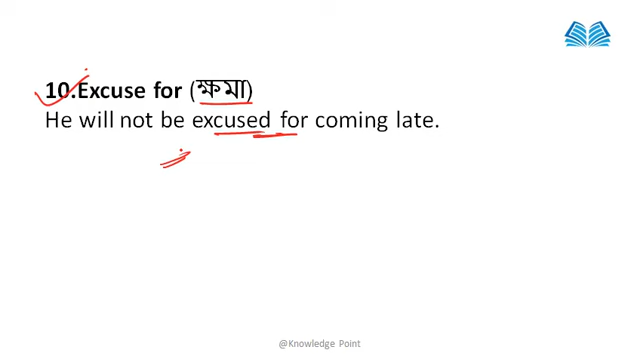 10.Excuse for (ক্ষমা)
He will not be excused for coming late.
@Knowledge Point